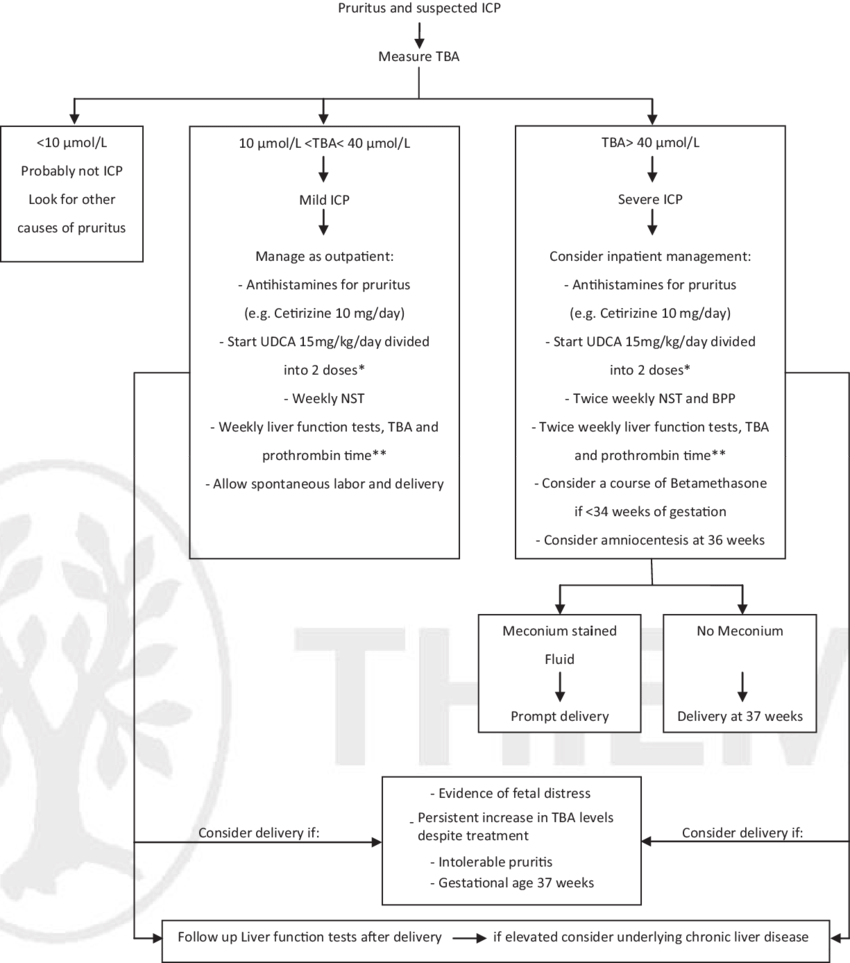 Pruritus and suspected ICP
Measure TBA
<10 µmol/L
Probably not ICP
Look for other
causes of pruritus
10 µmol/L <TBA< 40 µmol/L
Mild ICP
Manage as outpatient:
- Antihistamines for pruritus
(e.g. Cetirizine 10 mg/day)
- Start UDCA 15mg/kg/day divided
into 2 doses*
- Weekly NST
- Weekly liver function tests, TBA and
prothrombin time**
- Allow spontaneous labor and delivery
TBA> 40 µmol/L
Severe ICP
Consider inpatient management:
- Antihistamines for pruritus
(e.g. Cetirizine 10 mg/day)
- Start UDCA 15mg/kg/day divided
into 2 doses*
- Twice weekly NST and BPP
- Twice weekly liver function tests, TBA
and prothrombin time**
- Consider a course of Betamethasone
if <34 weeks of gestation
- Consider amniocentesis at 36 weeks
Meconium stained
Fluid
Prompt delivery
No Meconium
Delivery at 37 weeks
THIEM
Consider delivery if:
- Evidence of fetal distress
- Persistent increase in TBA levels
despite treatment
- Intolerable pruritis
- Gestational age 37 weeks
Consider delivery if:
Follow up Liver function tests after delivery
if elevated consider underlying chronic liver disease